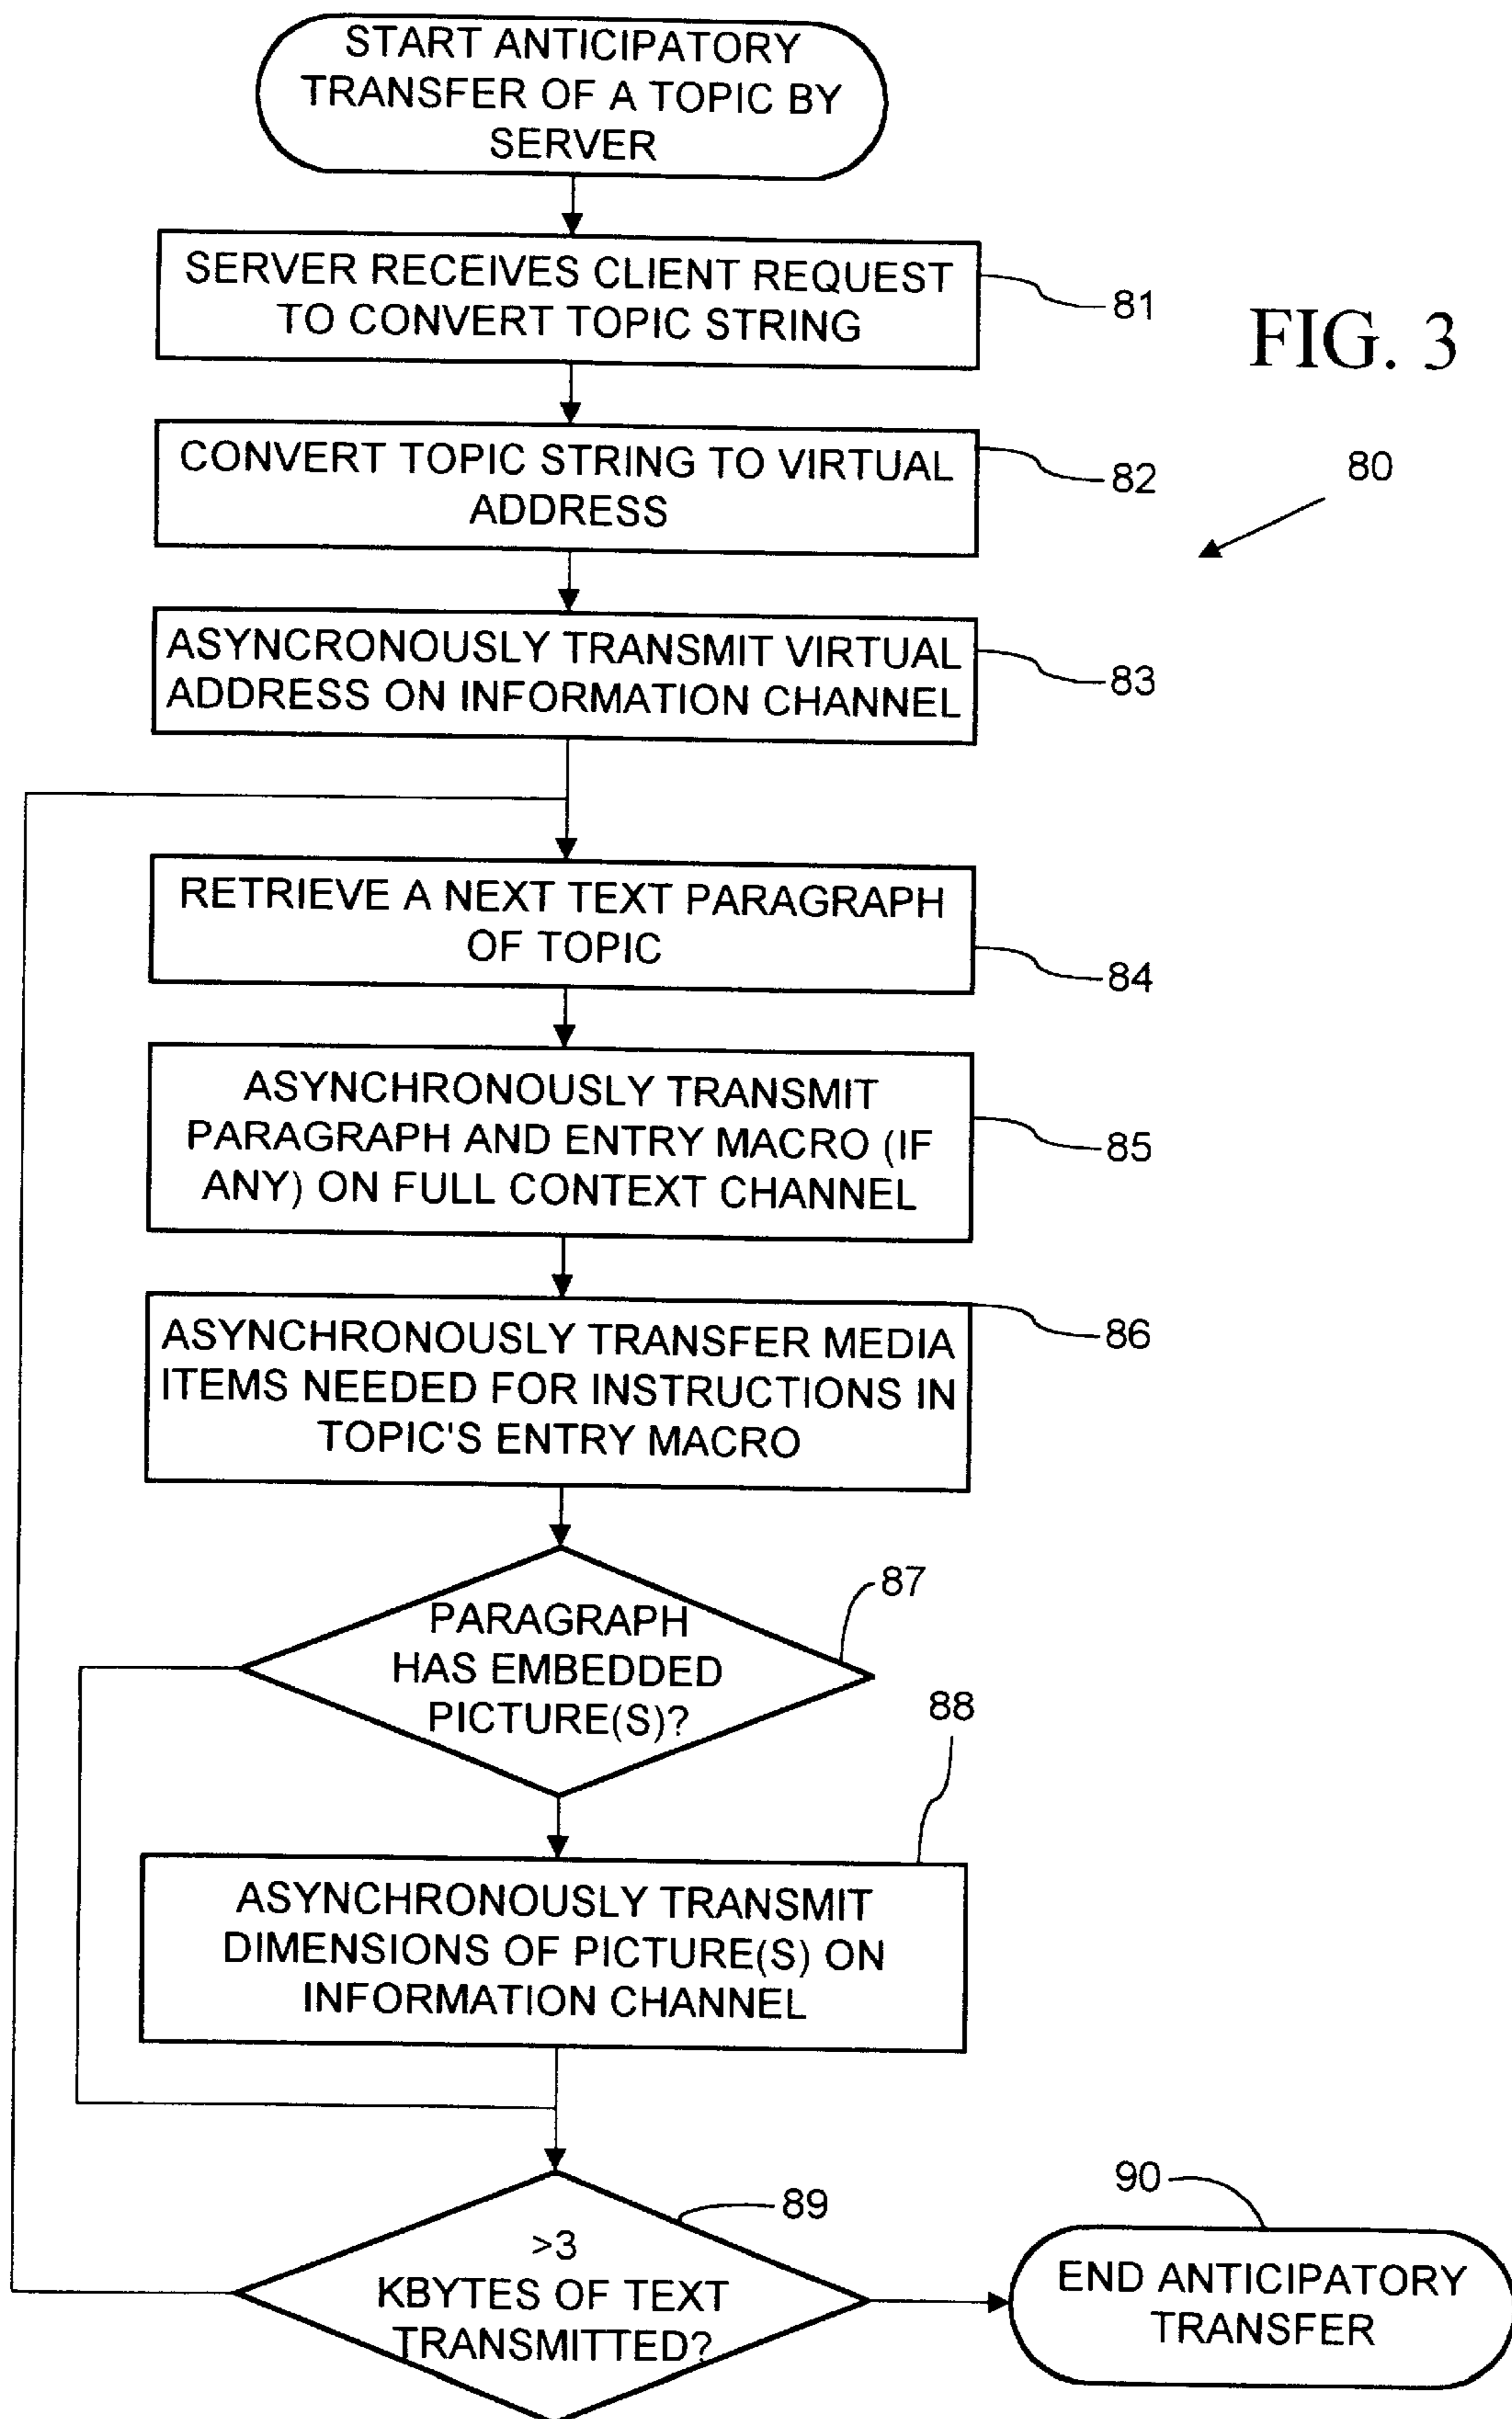 START ANTICIPATORY
TRANSFER OF A TOPIC BY
SERVER
SERVER RECEIVES CLIENT REQUEST
TO CONVERT TOPIC STRING
81
FIG. 3
CONVERT TOPIC STRING TO VIRTUAL
ADDRESS
82
80
ASYNCRONOUSLY TRANSMIT VIRTUAL
ADDRESS ON INFORMATION CHANNEL
83
RETRIEVE A NEXT TEXT PARAGRAPH
OF TOPIC
84
ASYNCHRONOUSLY TRANSMIT
PARAGRAPH AND ENTRY MACRO (IF
ANY) ON FULL CONTEXT CHANNEL
85
ASYNCHRONOUSLY TRANSFER MEDIA
ITEMS NEEDED FOR INSTRUCTIONS IN
TOPIC'S ENTRY MACRO
86
PARAGRAPH
HAS EMBEDDED
PICTURE(S)?
87
88
ASYNCHRONOUSLY TRANSMIT
DIMENSIONS OF PICTURE(S) ON
INFORMATION CHANNEL
>3
KBYTES OF TEXT
TRANSMITTED?
89
90
END ANTICIPATORY
TRANSFER